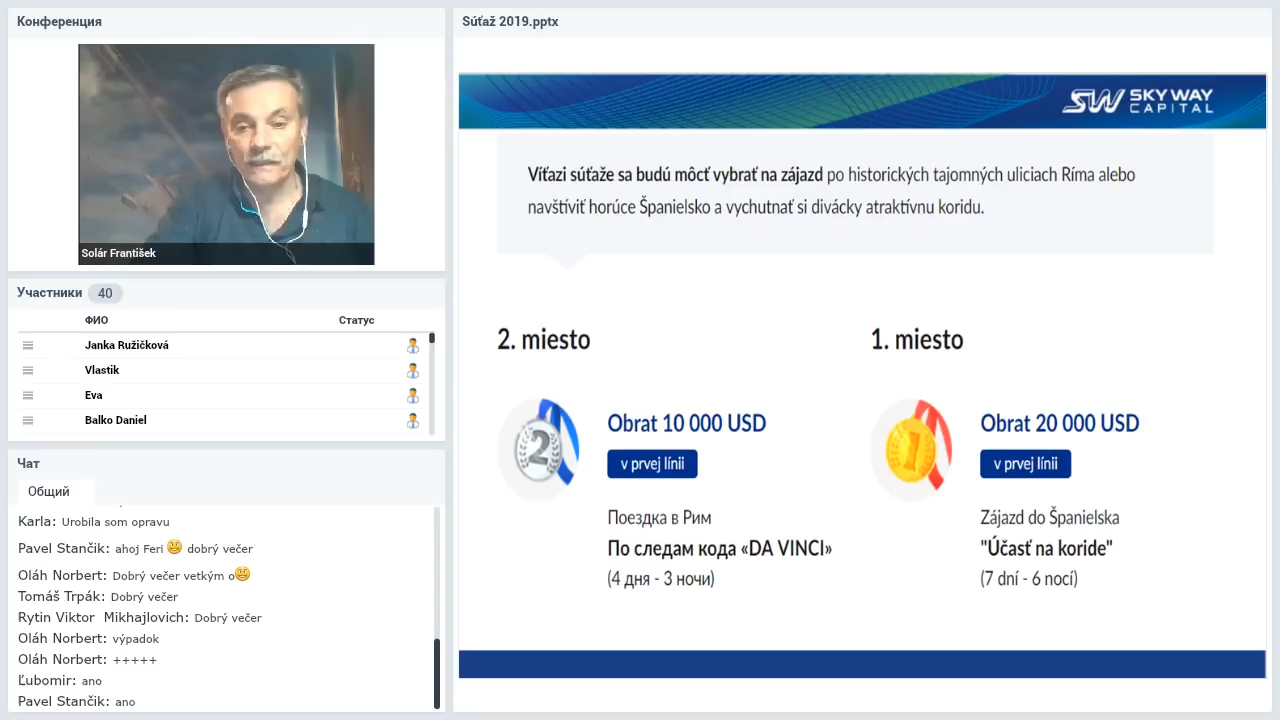 Конференция
Solár František
Участники 40
ФИО Статус
Janka Ružičková
Vlastik
Eva
Balko Daniel
Чат
Общий
Karla: Urobila som opravu
Pavel Stančik: ahoj Feri dobrý večer
Oláh Norbert: Dobrý večer vetkým o
Tomáš Trpák: Dobrý večer
Rytin Viktor Mikhajlovich: Dobrý večer
Oláh Norbert: výpadok
Oláh Norbert: +++++
Ľubomir: ano
Pavel Stančik: ano
Súťaž 2019.pptx
SW SKY WAY
CAPITAL
Víťazi súťaže sa budú môcť vybrať na zájazd po historických tajomných uliciach Ríma alebo
navštíviť horúce Španielsko a vychutnať si divácky atraktívnu koridu.
2. miesto
2
Obrat 10 000 USD
v prvej línii
Поездка в Рим
По следам кода «DA VINCI»
(4 дня - 3 ночи)
1. miesto
1
Obrat 20 000 USD
v prvej línii
Zájazd do Španielska
"Účasť na koride"
(7 dní - 6 nocí)